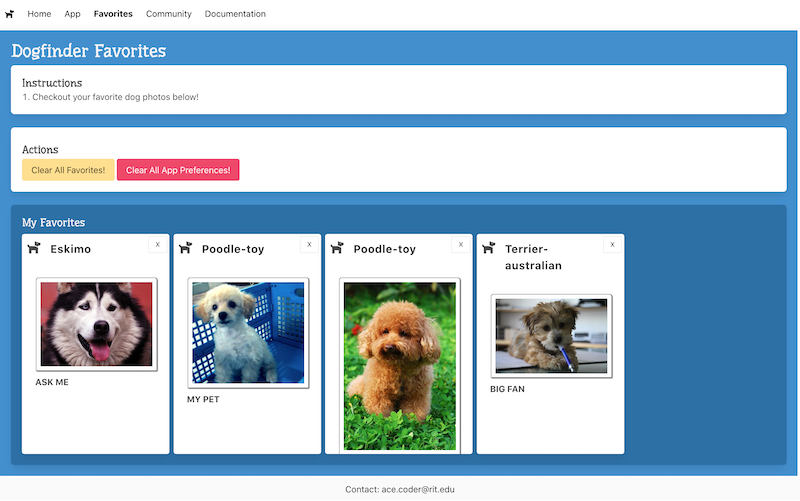 Home App Favorites Community Documentation
Dogfinder Favorites
Instructions
1. Checkout your favorite dog photos below!
Actions
Clear All Favorites! Clear All App Preferences!
My Favorites
Eskimo x
ASK ME
Poodle-toy x
MY PET
Poodle-toy x
Terrier-
australian x
BIG FAN
Contact: ace.coder@rit.edu